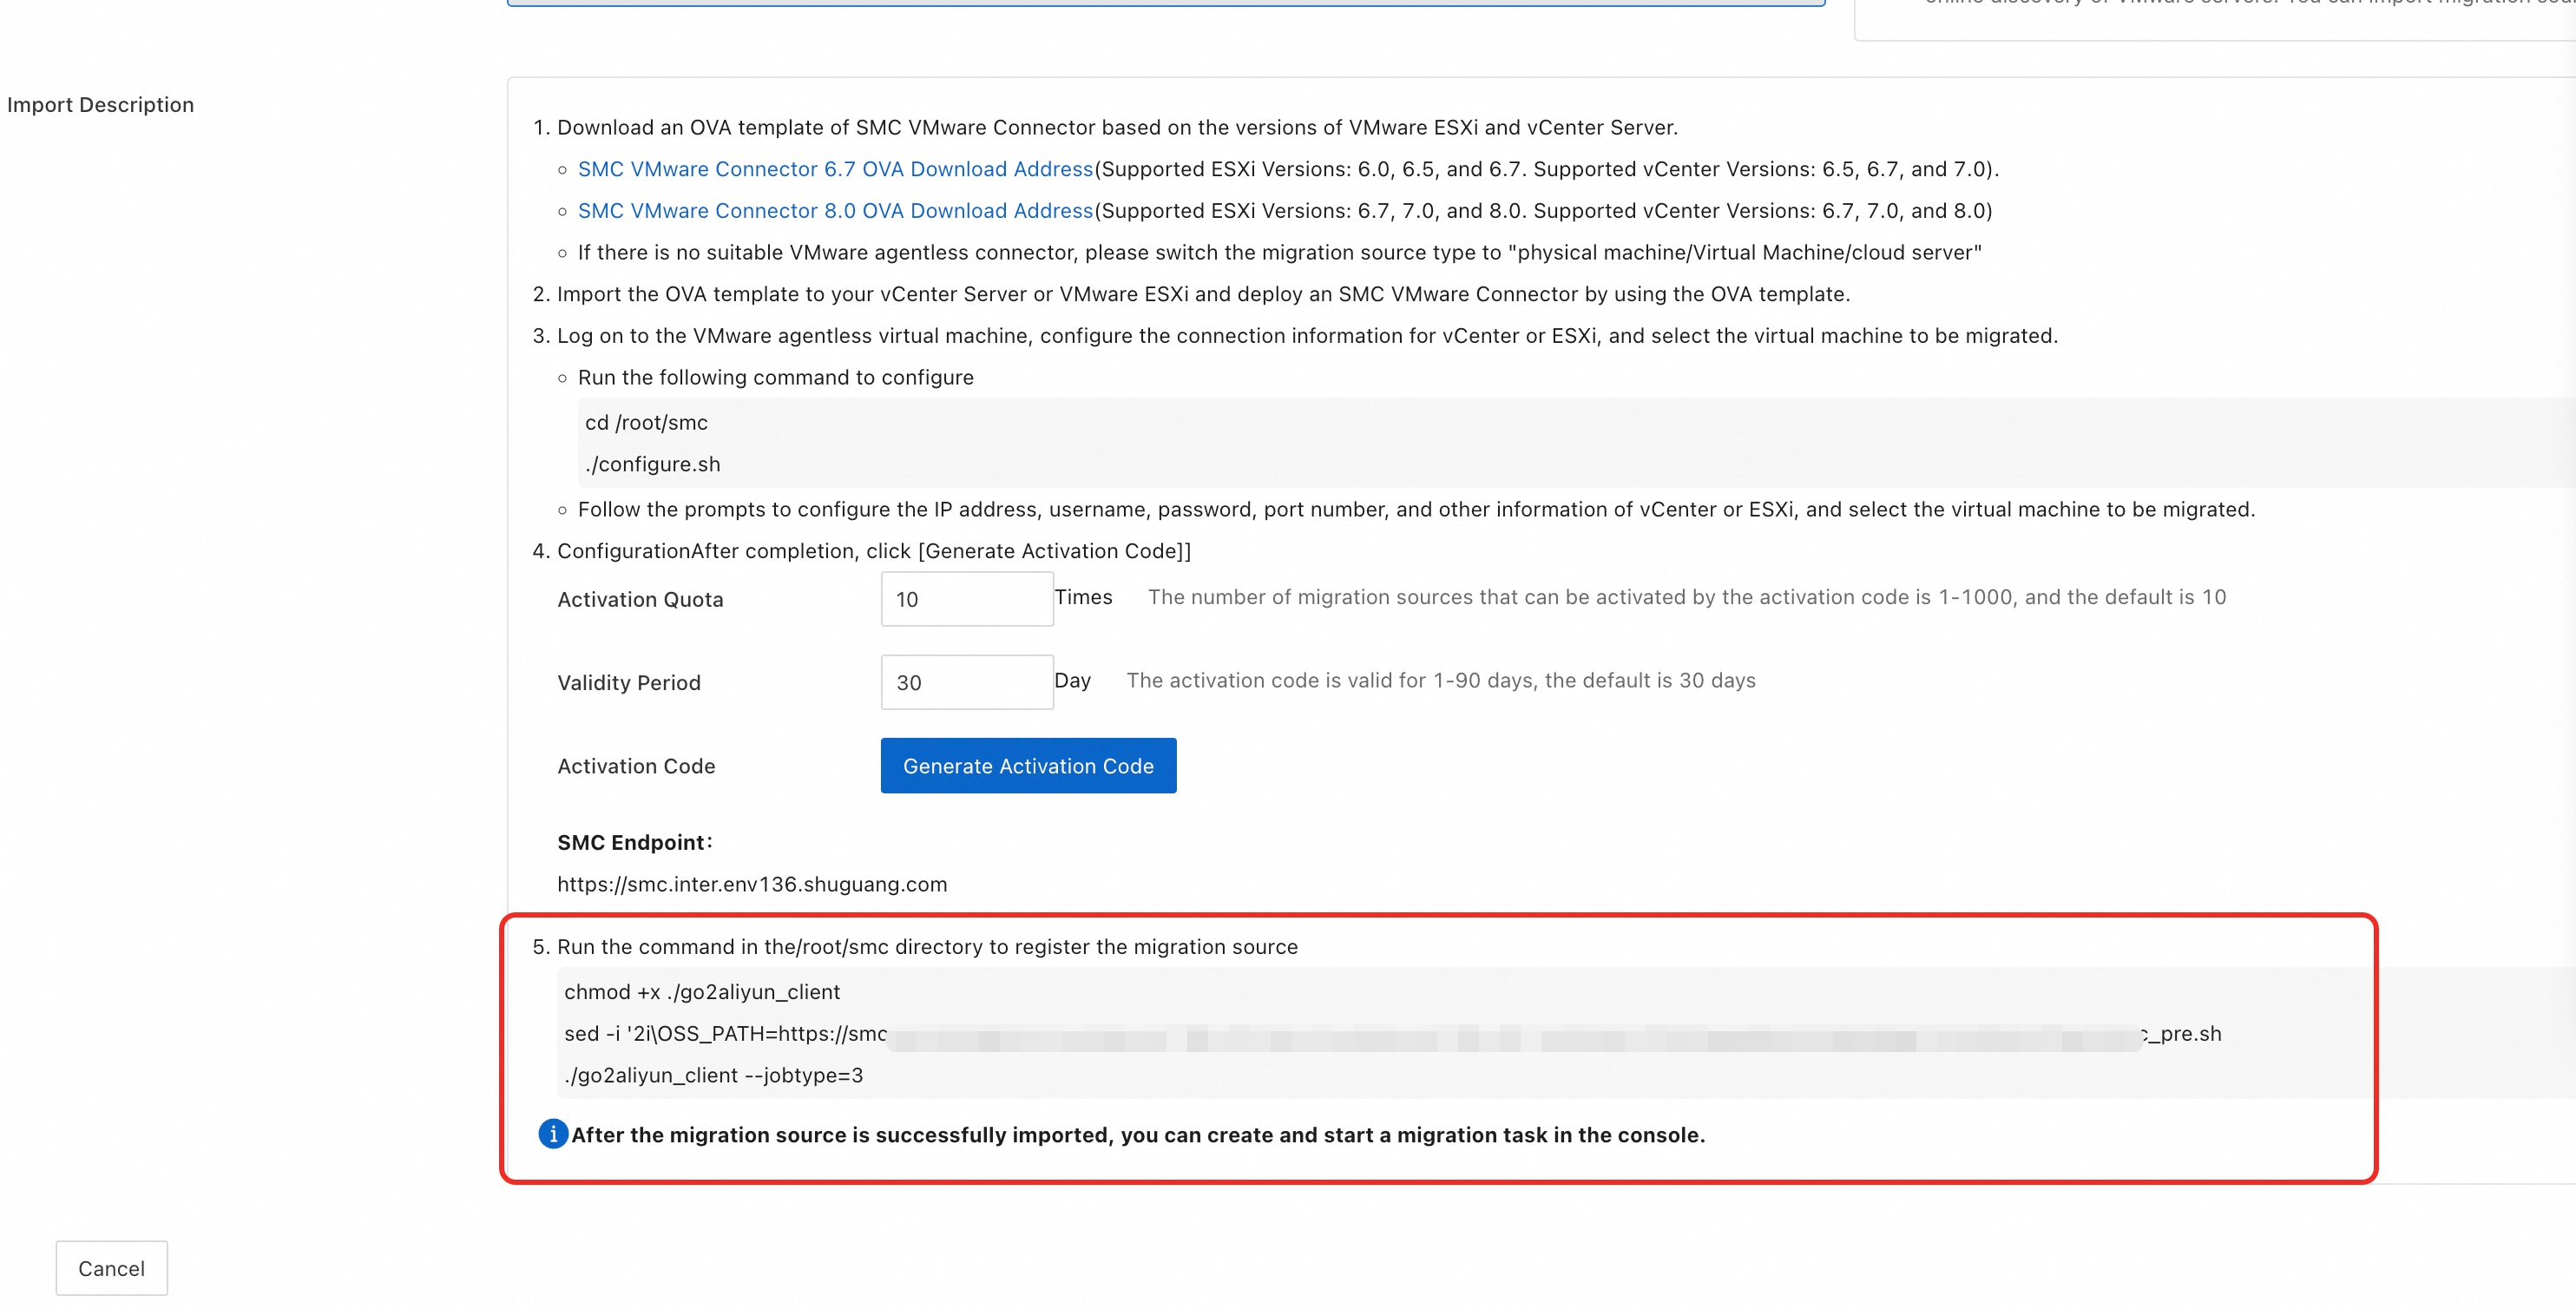 Import Description
1. Download an OVA template of SMC VMware Connector based on the versions of VMware ESXi and vCenter Server.
SMC VMware Connector 6.7 OVA Download Address(Supported ESXi Versions: 6.0, 6.5, and 6.7. Supported vCenter Versions: 6.5, 6.7, and 7.0).
SMC VMware Connector 8.0 OVA Download Address(Supported ESXi Versions: 6.7, 7.0, and 8.0. Supported vCenter Versions: 6.7, 7.0, and 8.0)
If there is no suitable VMware agentless connector, please switch the migration source type to "physical machine/Virtual Machine/cloud server"
2. Import the OVA template to your vCenter Server or VMware ESXi and deploy an SMC VMware Connector by using the OVA template.
3. Log on to the VMware agentless virtual machine, configure the connection information for vCenter or ESXi, and select the virtual machine to be migrated.
Run the following command to configure
cd /root/smc
./configure.sh
Follow the prompts to configure the IP address, username, password, port number, and other information of vCenter or ESXi, and select the virtual machine to be migrated.
4. ConfigurationAfter completion, click [Generate Activation Code]]
Activation Quota 10 Times The number of migration sources that can be activated by the activation code is 1-1000, and the default is 10
Validity Period 30 Day The activation code is valid for 1-90 days, the default is 30 days
Activation Code Generate Activation Code
SMC Endpoint:
https://smc.inter.env136.shuguang.com
5. Run the command in the/root/smc directory to register the migration source
chmod +x ./go2aliyun_client
sed -i '2i\OSS_PATH=https://smc c_pre.sh
./go2aliyun_client --jobtype=3
After the migration source is successfully imported, you can create and start a migration task in the console.
Cancel